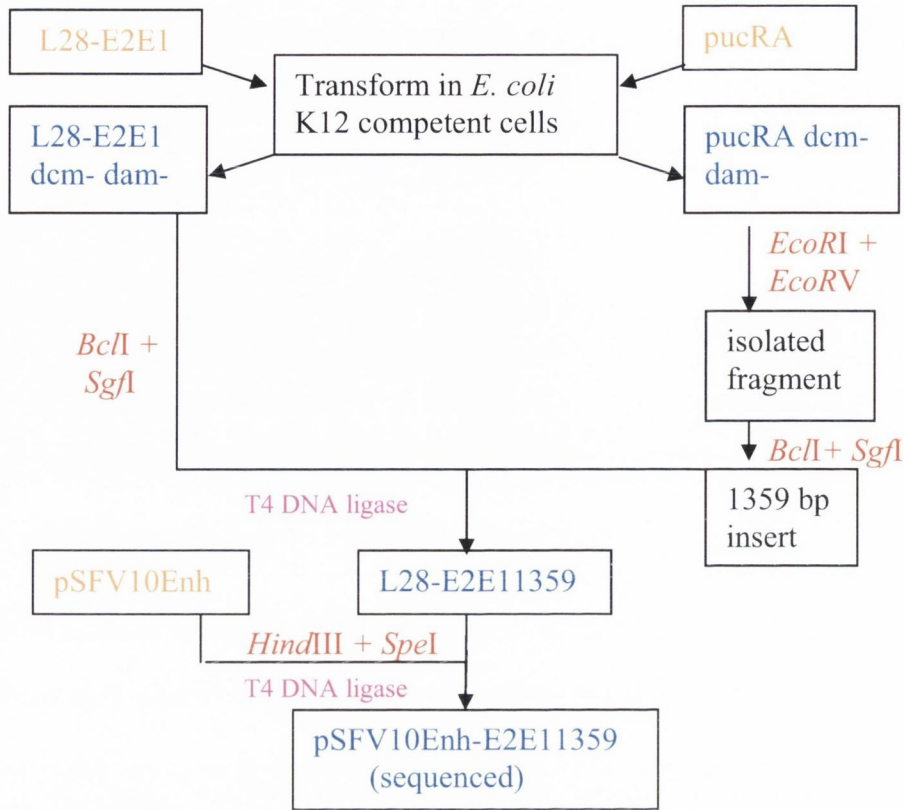 L28-E2E1
pucRA
Transform in E. coli
K12 competent cells
L28-E2E1
dcm- dam-
pucRA dcm-
dam-
EcoRI +
EcoRV
BclI +
SgfI
isolated
fragment
BclI+ SgfI
T4 DNA ligase
1359 bp
insert
pSFV10Enh
L28-E2E11359
HindIII + SpeI
T4 DNA ligase
pSFV10Enh-E2E11359
(sequenced)